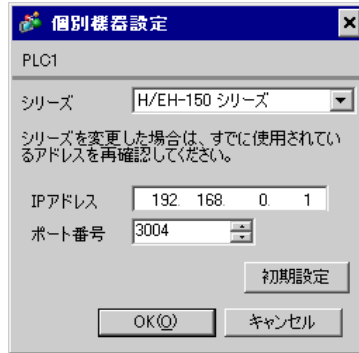 個別機器設定
PLC1
シリーズ H/EH-150 シリーズ
シリーズを変更した場合は、すでに使用されてい
るアドレスを再確認してください。
IPアドレス 192. 168. 0. 1
ポート番号 3004
初期設定
OK(O) キャンセル